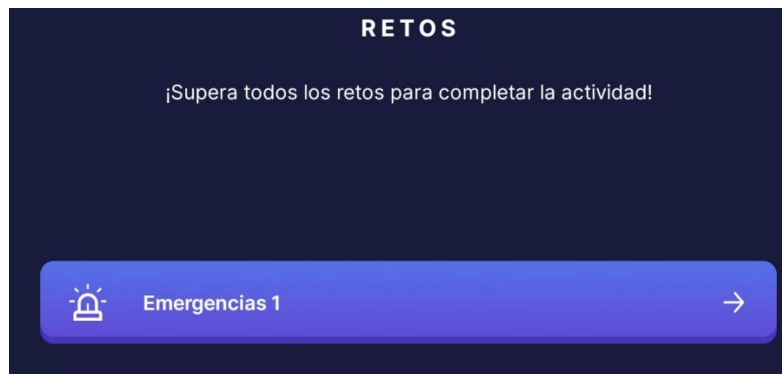 RETOS
¡Supera todos los retos para completar la actividad!
Emergencias 1